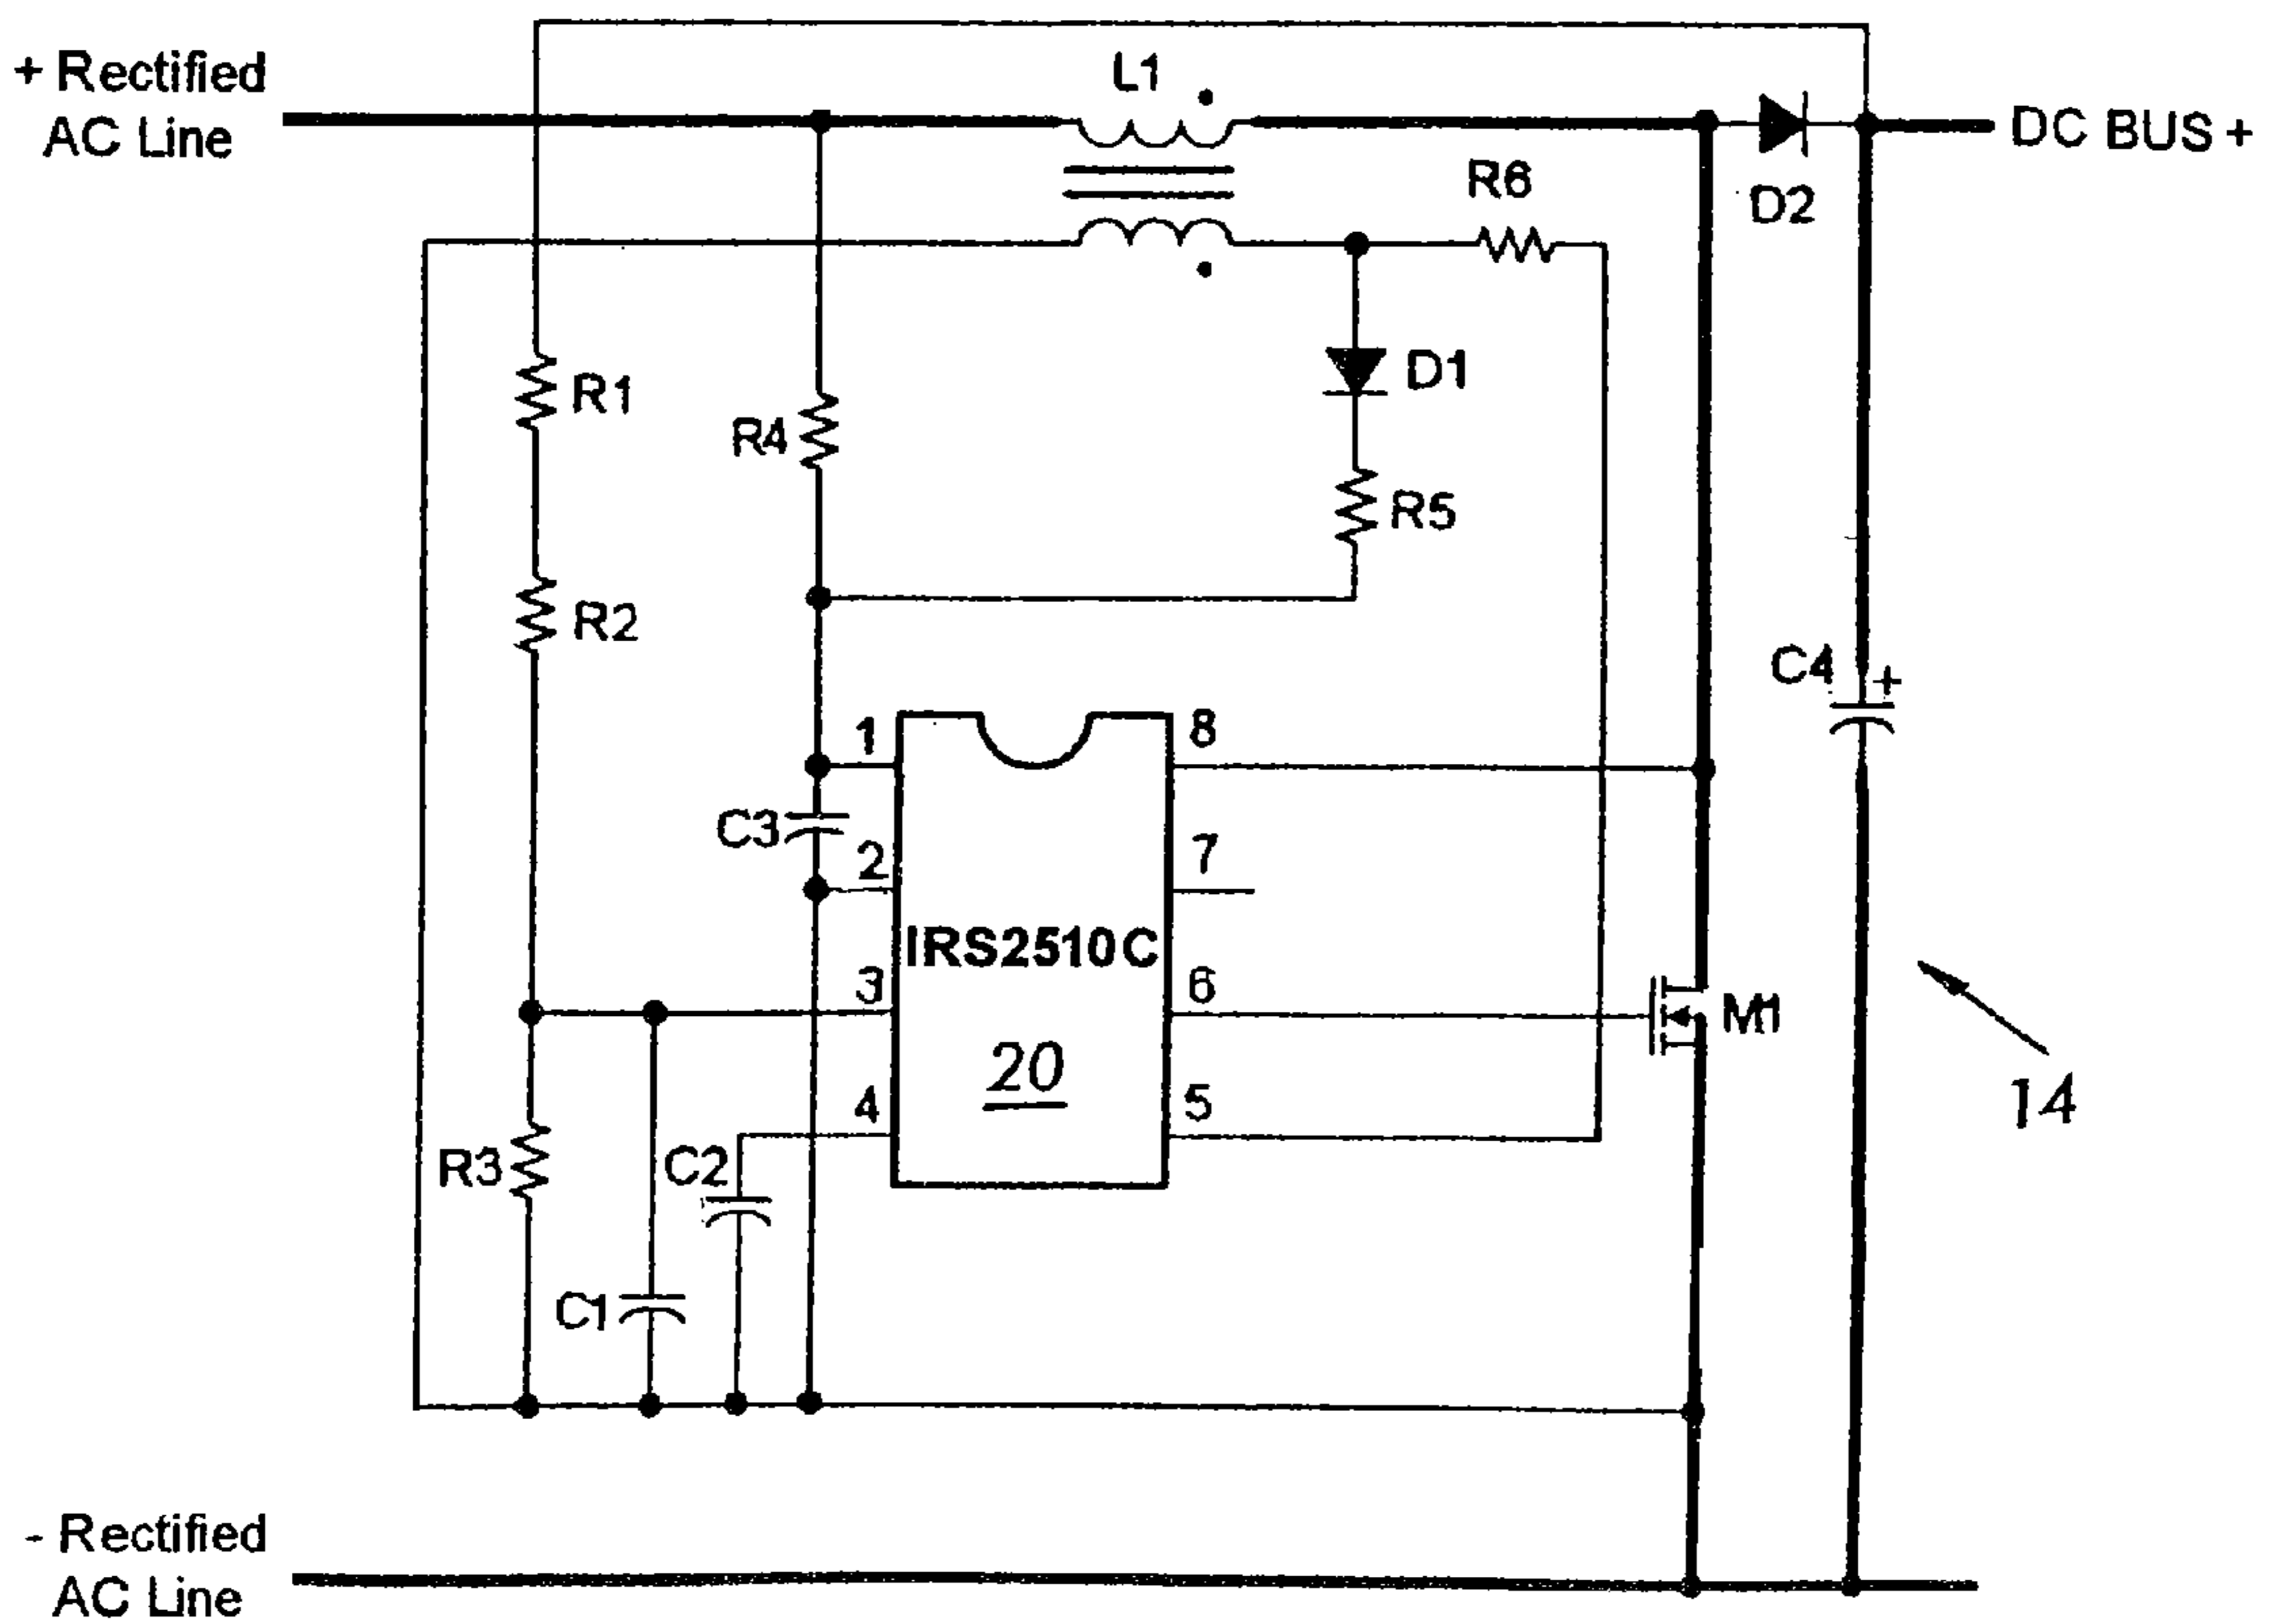 + Rectified
AC Line
L1
DC BUS +
R6
D2
R1
R4
D1
R5
R2
C4
+
1
8
C3
2
7
IRS2510C
3
6
M1
20
14
4
5
R3
C2
C1
- Rectified
AC Line